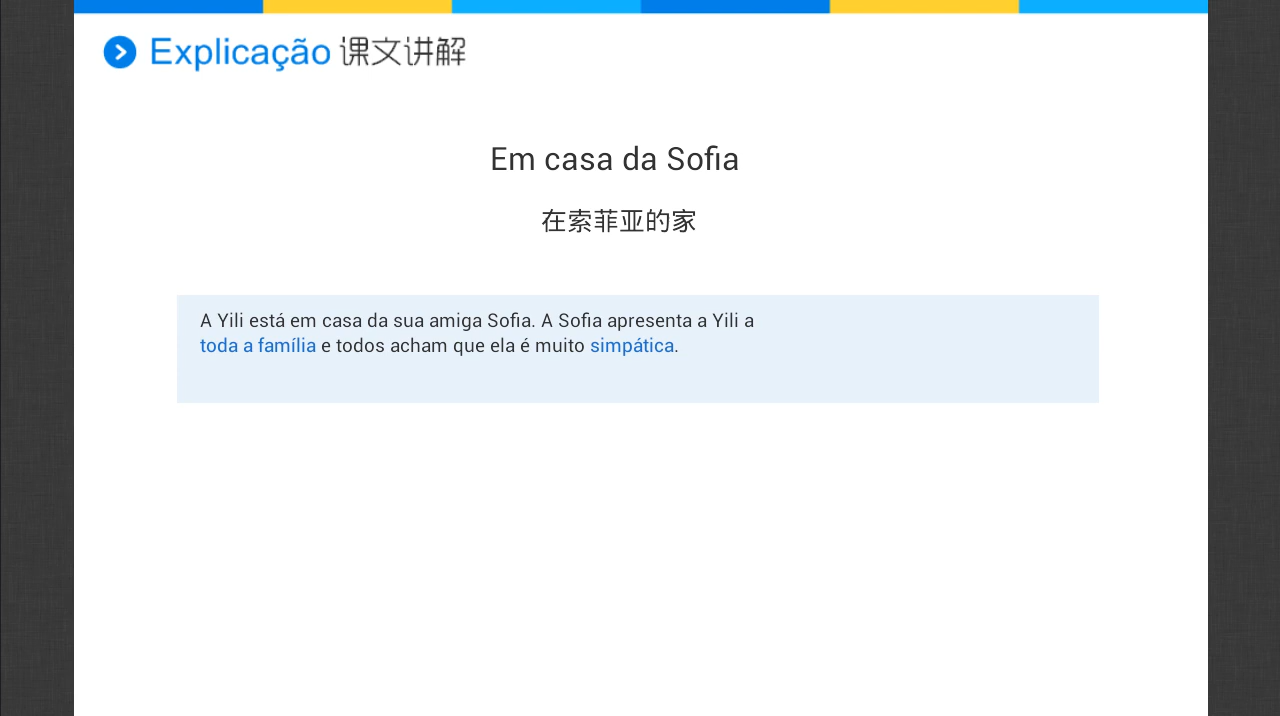 Explicação 课文讲解
Em casa da Sofia
在索菲亚的家
A Yili está em casa da sua amiga Sofia. A Sofia apresenta a Yili a
toda a família e todos acham que ela é muito simpática.